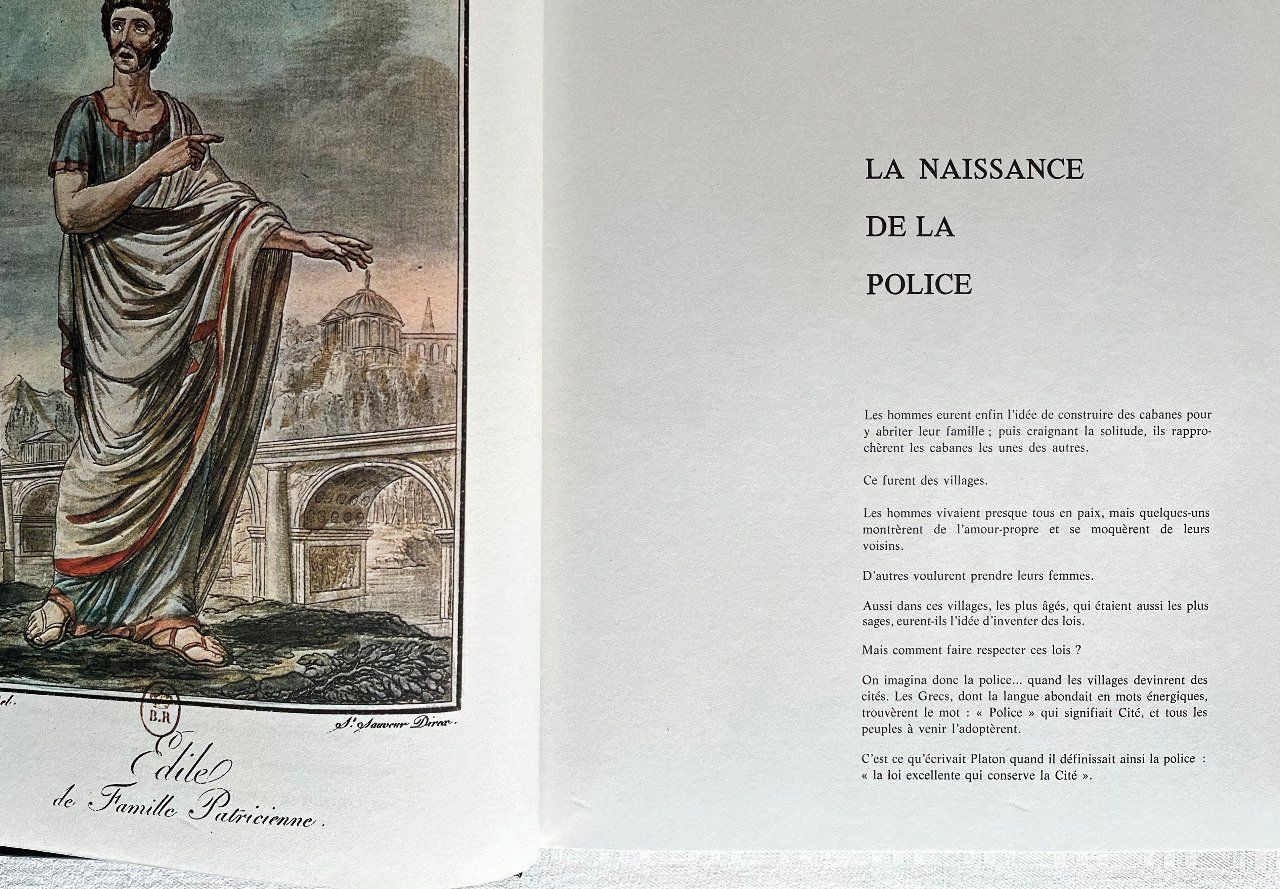 el.
B.R
St. Sauveur Direx.
Edile
de Famille Patricienne.
LA NAISSANCE
DE LA
POLICE
Les hommes eurent enfin l'idée de construire des cabanes pour
y abriter leur famille ; puis craignant la solitude, ils rappro-
chèrent les cabanes les unes des autres.
Ce furent des villages.
Les hommes vivaient presque tous en paix, mais quelques-uns
montrèrent de l'amour-propre et se moquèrent de leurs
voisins.
D'autres voulurent prendre leurs femmes.
Aussi dans ces villages, les plus âgés, qui étaient aussi les plus
sages, eurent-ils l'idée d'inventer des lois.
Mais comment faire respecter ces lois ?
On imagina donc la police... quand les villages devinrent des
cités. Les Grecs, dont la langue abondait en mots énergiques,
trouvèrent le mot : « Police » qui signifiait Cité, et tous les
peuples à venir l'adoptèrent.
C'est ce qu'écrivait Platon quand il définissait ainsi la police :
« la loi excellente qui conserve la Cité ».